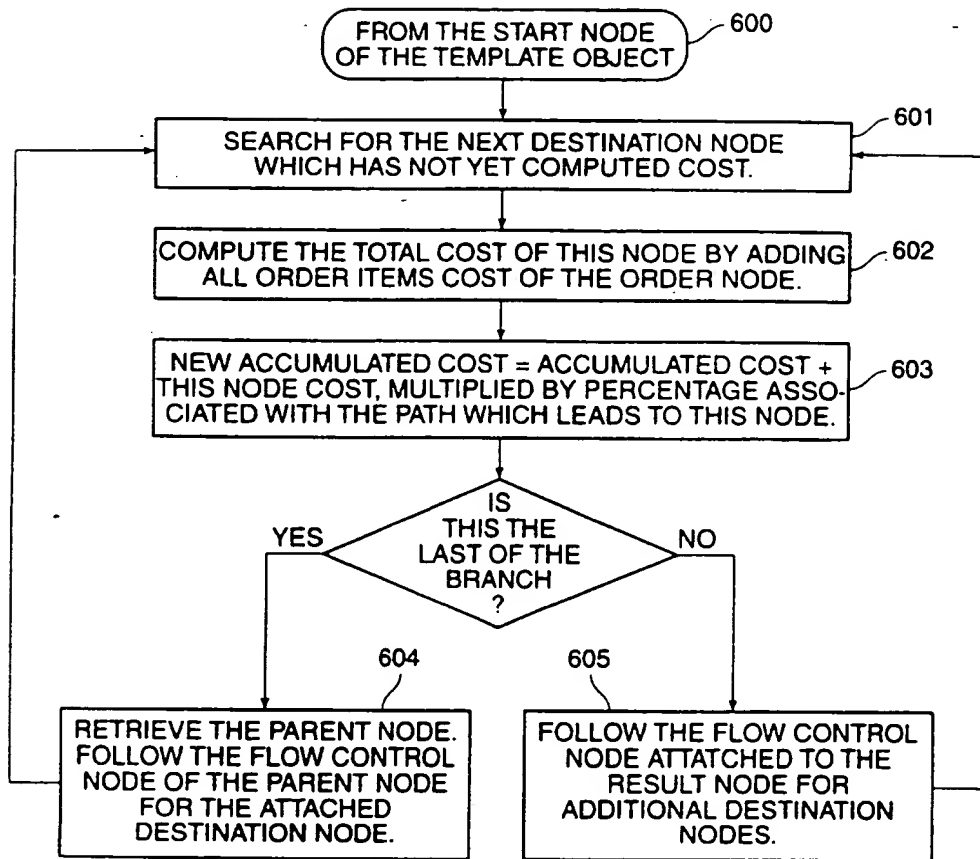 FROM THE START NODE
OF THE TEMPLATE OBJECT
600
601
SEARCH FOR THE NEXT DESTINATION NODE
WHICH HAS NOT YET COMPUTED COST.
COMPUTE THE TOTAL COST OF THIS NODE BY ADDING
ALL ORDER ITEMS COST OF THE ORDER NODE.
602
NEW ACCUMULATED COST = ACCUMULATED COST +
THIS NODE COST, MULTIPLIED BY PERCENTAGE ASSO-
CIATED WITH THE PATH WHICH LEADS TO THIS NODE.
603
IS
THIS THE
LAST OF THE
BRANCH
?
YES
NO
604
RETRIEVE THE PARENT NODE.
FOLLOW THE FLOW CONTROL
NODE OF THE PARENT NODE
FOR THE ATTACHED
DESTINATION NODE.
605
FOLLOW THE FLOW CONTROL
NODE ATTATCHED TO THE
RESULT NODE FOR
ADDITIONAL DESTINATION
NODES.